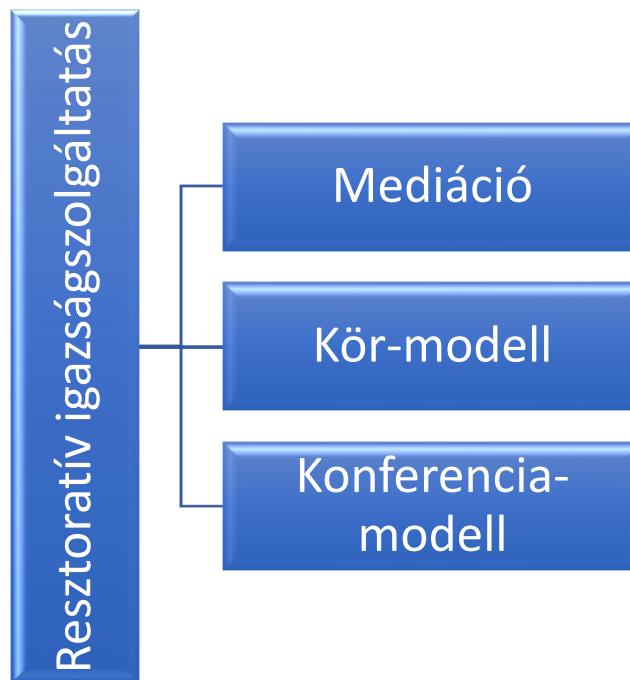 Resztoratív igazságszolgáltatás
Mediáció
Kör-modell
Konferencia-
modell